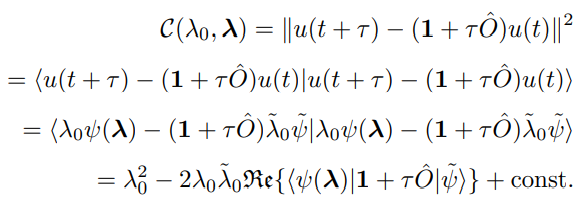 𝒞(λ₀, 𝛌) = ‖u(t + τ) − (𝟏 + τÔ)u(t)‖²
= ⟨u(t + τ) − (𝟏 + τÔ)u(t)|u(t + τ) − (𝟏 + τÔ)u(t)⟩
= ⟨λ₀ψ(𝛌) − (𝟏 + τÔ)λ̃₀ψ̃|λ₀ψ(𝛌) − (𝟏 + τÔ)λ̃₀ψ̃⟩
= λ₀² − 2λ₀λ̃₀𝕽𝖊{⟨ψ(𝛌)|𝟏 + τÔ|ψ̃⟩} + const.